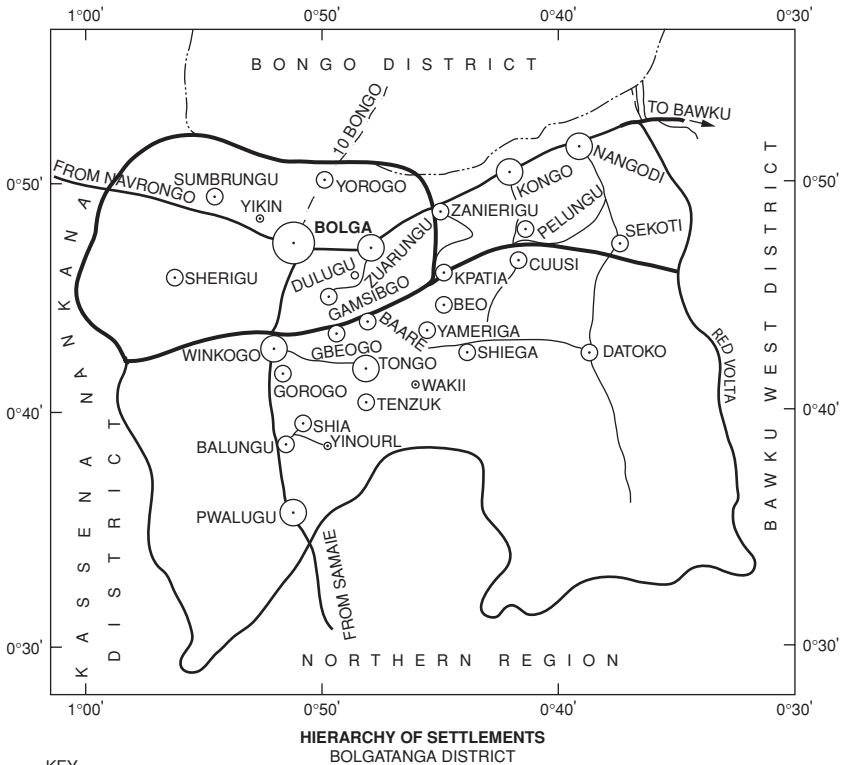 1°00' 0°50' 0°40' 0°30'
BONGO DISTRICT
10 BONGO
TO BAWKU
FROM NAVRONGO
0°50' 0°50'
SUMBRUNGU
YOROGO
YIKIN
BOLGA
ZUARUNGU
ZANIERIGU
KONGO
NANGODI
PELUNGU
SEKOTI
SHERIGU
DULUGU
GAMSIBGO
KPATIA
CUUSI
BEO
BAARE
YAMERIGA
WINKOGO
GBEOGO
TONGO
SHIEGA
DATOKO
RED VOLTA
GOROGO
WAKII
TENZUK
0°40' 0°40'
SHIA
BALUNGU
YINOURL
PWALUGU
FROM SAMAIE
KASSENA NANKANA
DISTRICT
BAWKU WEST DISTRICT
0°30' 0°30'
NORTHERN REGION
1°00' 0°50' 0°40' 0°30'
HIERARCHY OF SETTLEMENTS
BOLGATANGA DISTRICT
KEY